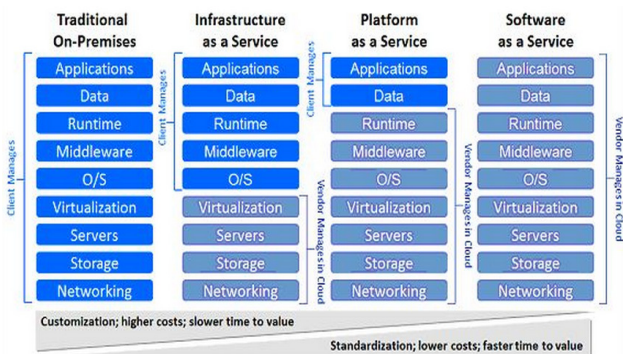 Traditional
On-Premises
Client Manages
Applications
Data
Runtime
Middleware
O/S
Virtualization
Servers
Storage
Networking
Infrastructure
as a Service
Client Manages
Applications
Data
Runtime
Middleware
O/S
Virtualization
Servers
Storage
Networking
Vendor Manages in Cloud
Platform
as a Service
Client Manages
Applications
Data
Runtime
Middleware
O/S
Virtualization
Servers
Storage
Networking
Vendor Manages in Cloud
Software
as a Service
Applications
Data
Runtime
Middleware
O/S
Virtualization
Servers
Storage
Networking
Vendor Manages in Cloud
Customization; higher costs; slower time to value
Standardization; lower costs; faster time to value